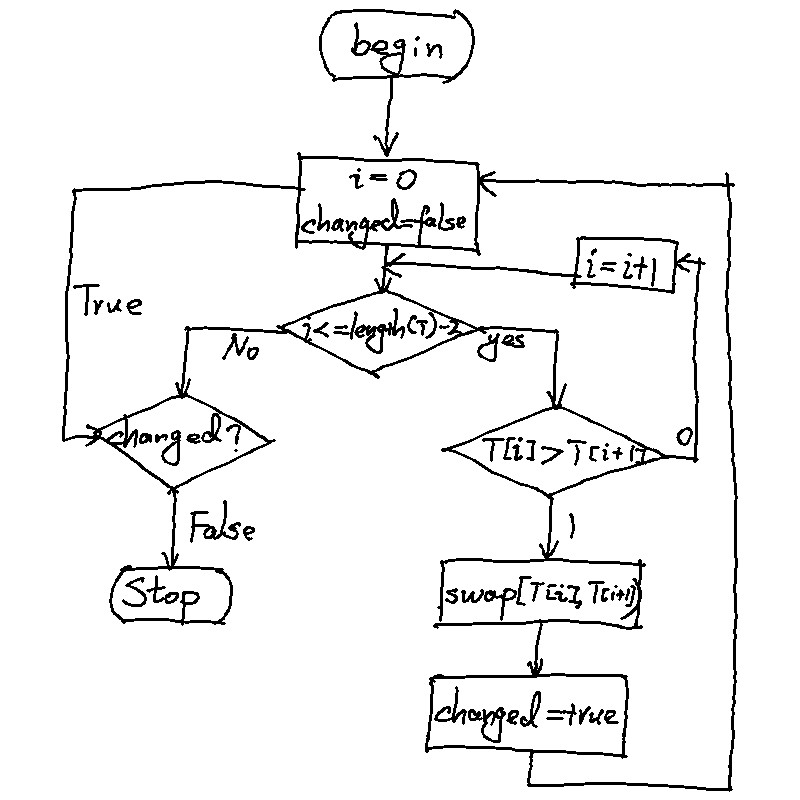 begin
i = 0
changed=false
i = i+1
True
i<=length(T)-2
No
yes
changed?
T[i]>T[i+1]
0
False
1
Stop
swap[T[i],T[i+1])
changed=true